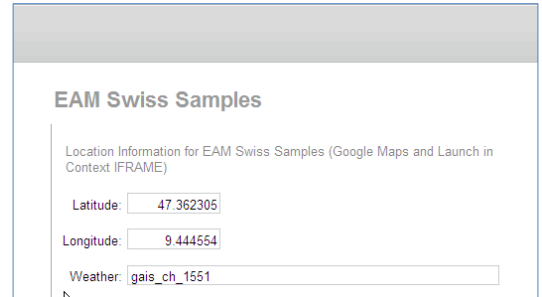 EAM Swiss Samples
Location Information for EAM Swiss Samples (Google Maps and Launch in
Context IFRAME)
Latitude: 47.362305
Longitude: 9.444554
Weather: gais_ch_1551